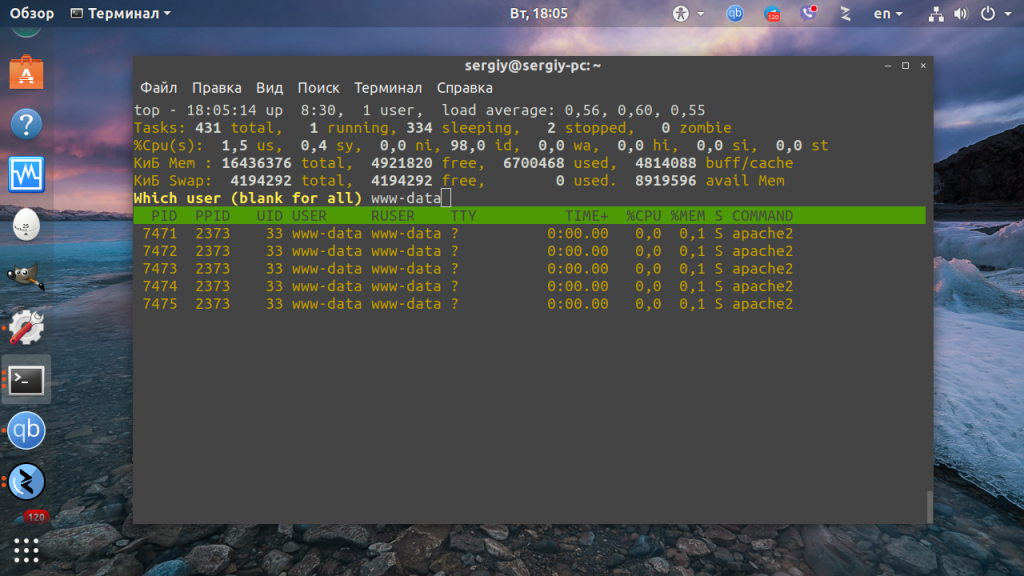 Обзор Терминал Вт, 18:05 qb 120 en
sergiy@sergiy-pc: ~
Файл Правка Вид Поиск Терминал Справка
top - 18:05:14 up  8:30,  1 user,  load average: 0,56, 0,60, 0,55
Tasks: 431 total,   1 running, 334 sleeping,   2 stopped,   0 zombie
%Cpu(s):  1,5 us,  0,4 sy,  0,0 ni, 98,0 id,  0,0 wa,  0,0 hi,  0,0 si,  0,0 st
КиБ Mem : 16436376 total,  4921820 free,  6700468 used,  4814088 buff/cache
КиБ Swap:  4194292 total,  4194292 free,        0 used.  8919596 avail Mem
Which user (blank for all) www-data
PID  PPID   UID USER     RUSER    TTY          TIME+  %CPU %MEM S COMMAND
7471  2373    33 www-data www-data ?          0:00.00   0,0  0,1 S apache2
7472  2373    33 www-data www-data ?          0:00.00   0,0  0,1 S apache2
7473  2373    33 www-data www-data ?          0:00.00   0,0  0,1 S apache2
7474  2373    33 www-data www-data ?          0:00.00   0,0  0,1 S apache2
7475  2373    33 www-data www-data ?          0:00.00   0,0  0,1 S apache2
?
>_
qb
120